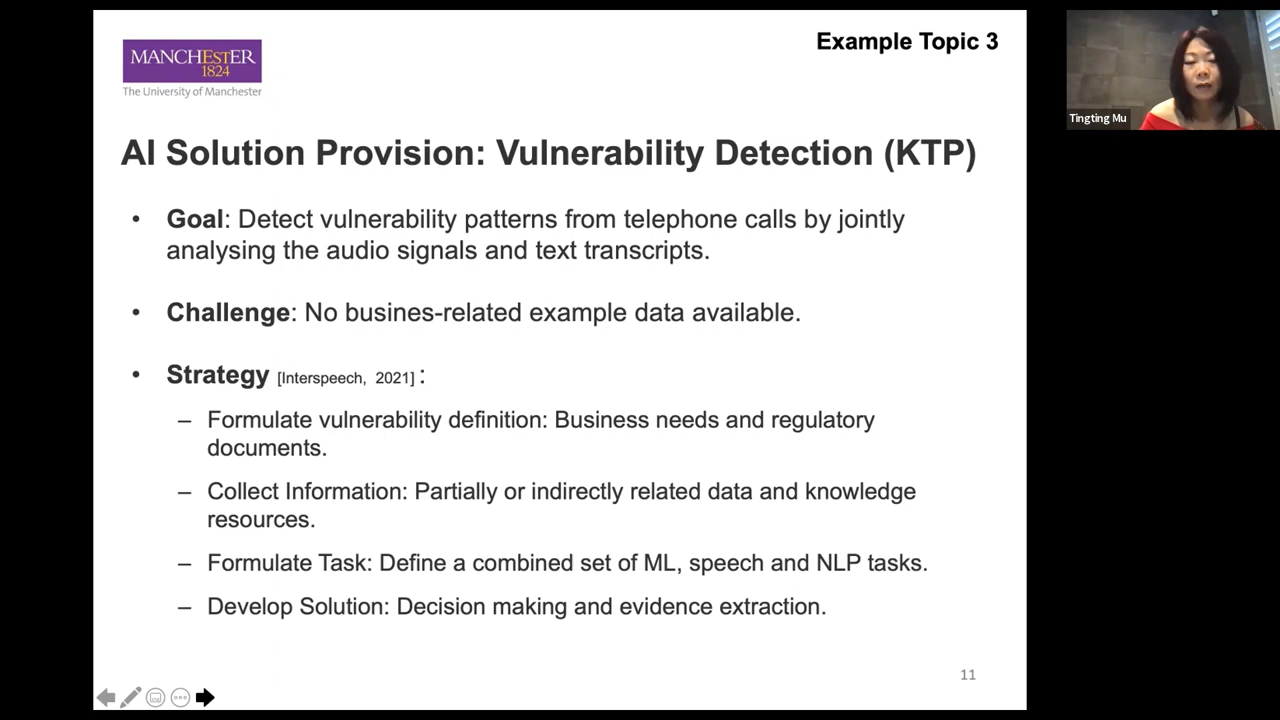 MANCHESTER
1824
The University of Manchester
Example Topic 3
Tingting Mu
AI Solution Provision: Vulnerability Detection (KTP)
• Goal: Detect vulnerability patterns from telephone calls by jointly
analysing the audio signals and text transcripts.
• Challenge: No busines-related example data available.
• Strategy [Interspeech, 2021] :
– Formulate vulnerability definition: Business needs and regulatory
documents.
– Collect Information: Partially or indirectly related data and knowledge
resources.
– Formulate Task: Define a combined set of ML, speech and NLP tasks.
– Develop Solution: Decision making and evidence extraction.
11